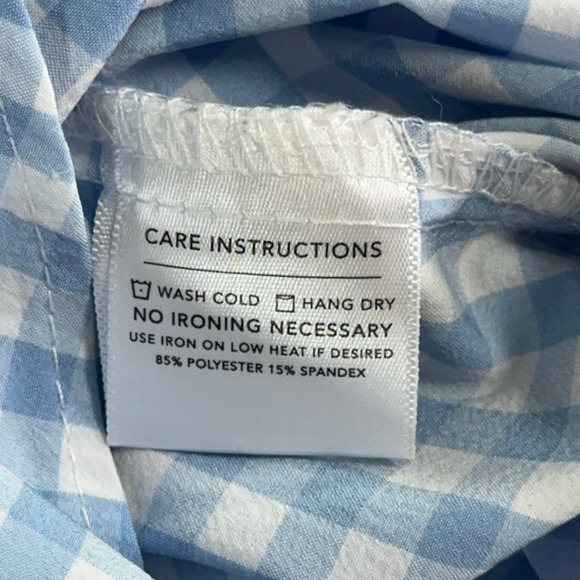 CARE INSTRUCTIONS
WASH COLD HANG DRY
NO IRONING NECESSARY
USE IRON ON LOW HEAT IF DESIRED
85% POLYESTER 15% SPANDEX